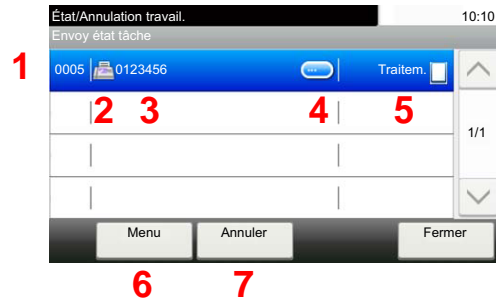 État/Annulation travail. 10:10
Envoy état tâche
1 0005 0123456 Traitem.
2 3 4 5
1/1
Menu Annuler Fermer
6 7